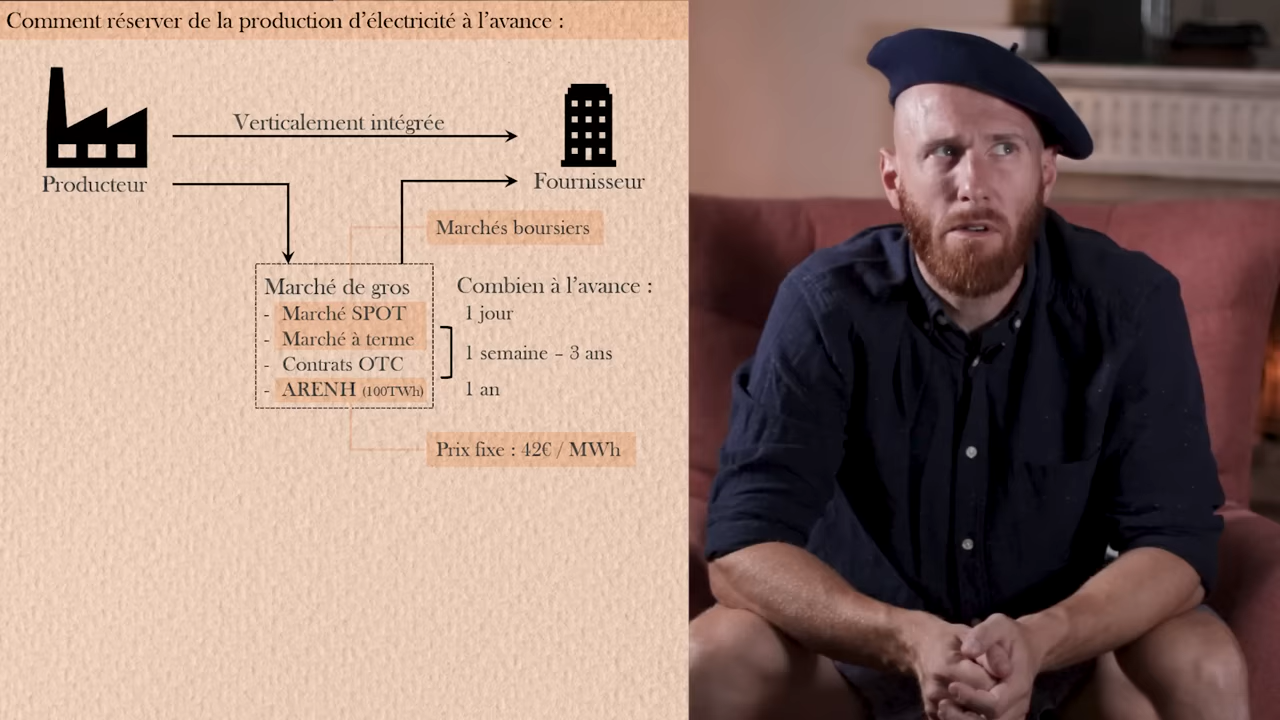 Comment réserver de la production d’électricité à l’avance :
Verticalement intégrée
Producteur
Fournisseur
Marchés boursiers
Marché de gros
- Marché SPOT
- Marché à terme
- Contrats OTC
- ARENH (100TWh)
Combien à l’avance :
1 jour
1 semaine – 3 ans
1 an
Prix fixe : 42€ / MWh